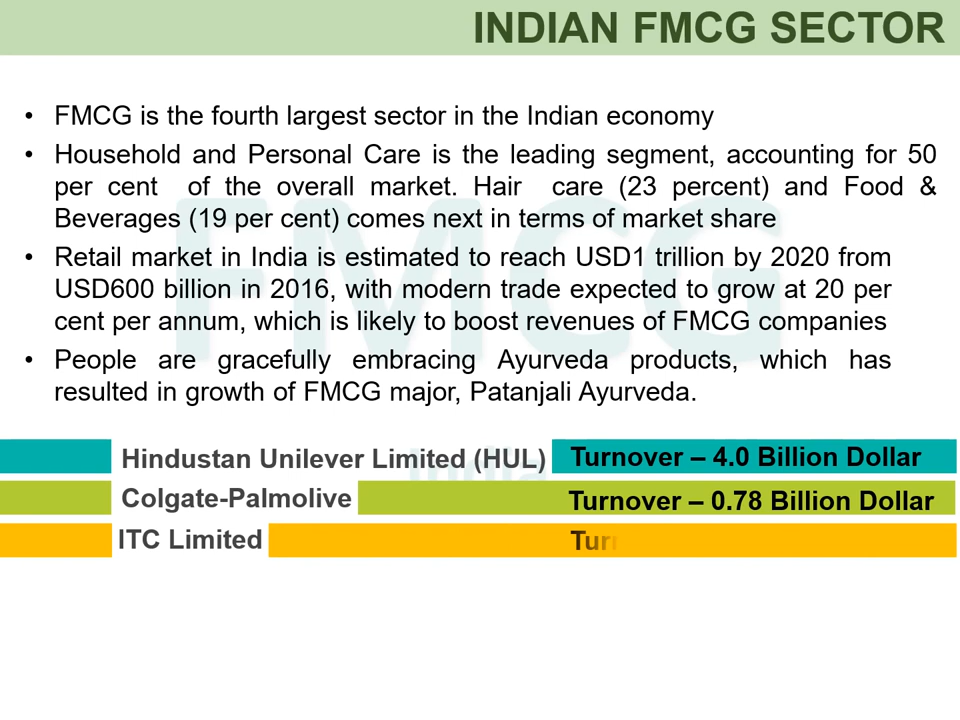 INDIAN FMCG SECTOR
• FMCG is the fourth largest sector in the Indian economy
• Household and Personal Care is the leading segment, accounting for 50
per cent of the overall market. Hair care (23 percent) and Food &
Beverages (19 per cent) comes next in terms of market share
• Retail market in India is estimated to reach USD1 trillion by 2020 from
USD600 billion in 2016, with modern trade expected to grow at 20 per
cent per annum, which is likely to boost revenues of FMCG companies
• People are gracefully embracing Ayurveda products, which has
resulted in growth of FMCG major, Patanjali Ayurveda.
FMCG
India
Hindustan Unilever Limited (HUL) Turnover – 4.0 Billion Dollar
Colgate-Palmolive Turnover – 0.78 Billion Dollar
ITC Limited